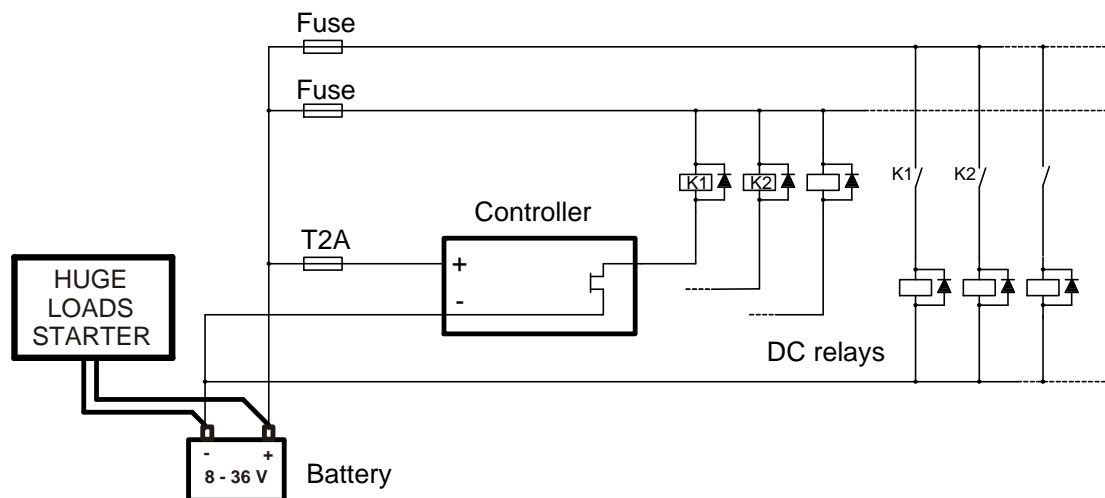 Fuse
Fuse
K1
K2
K1
K2
Controller
T2A
+
-
HUGE
LOADS
STARTER
DC relays
- +
8 - 36 V
Battery